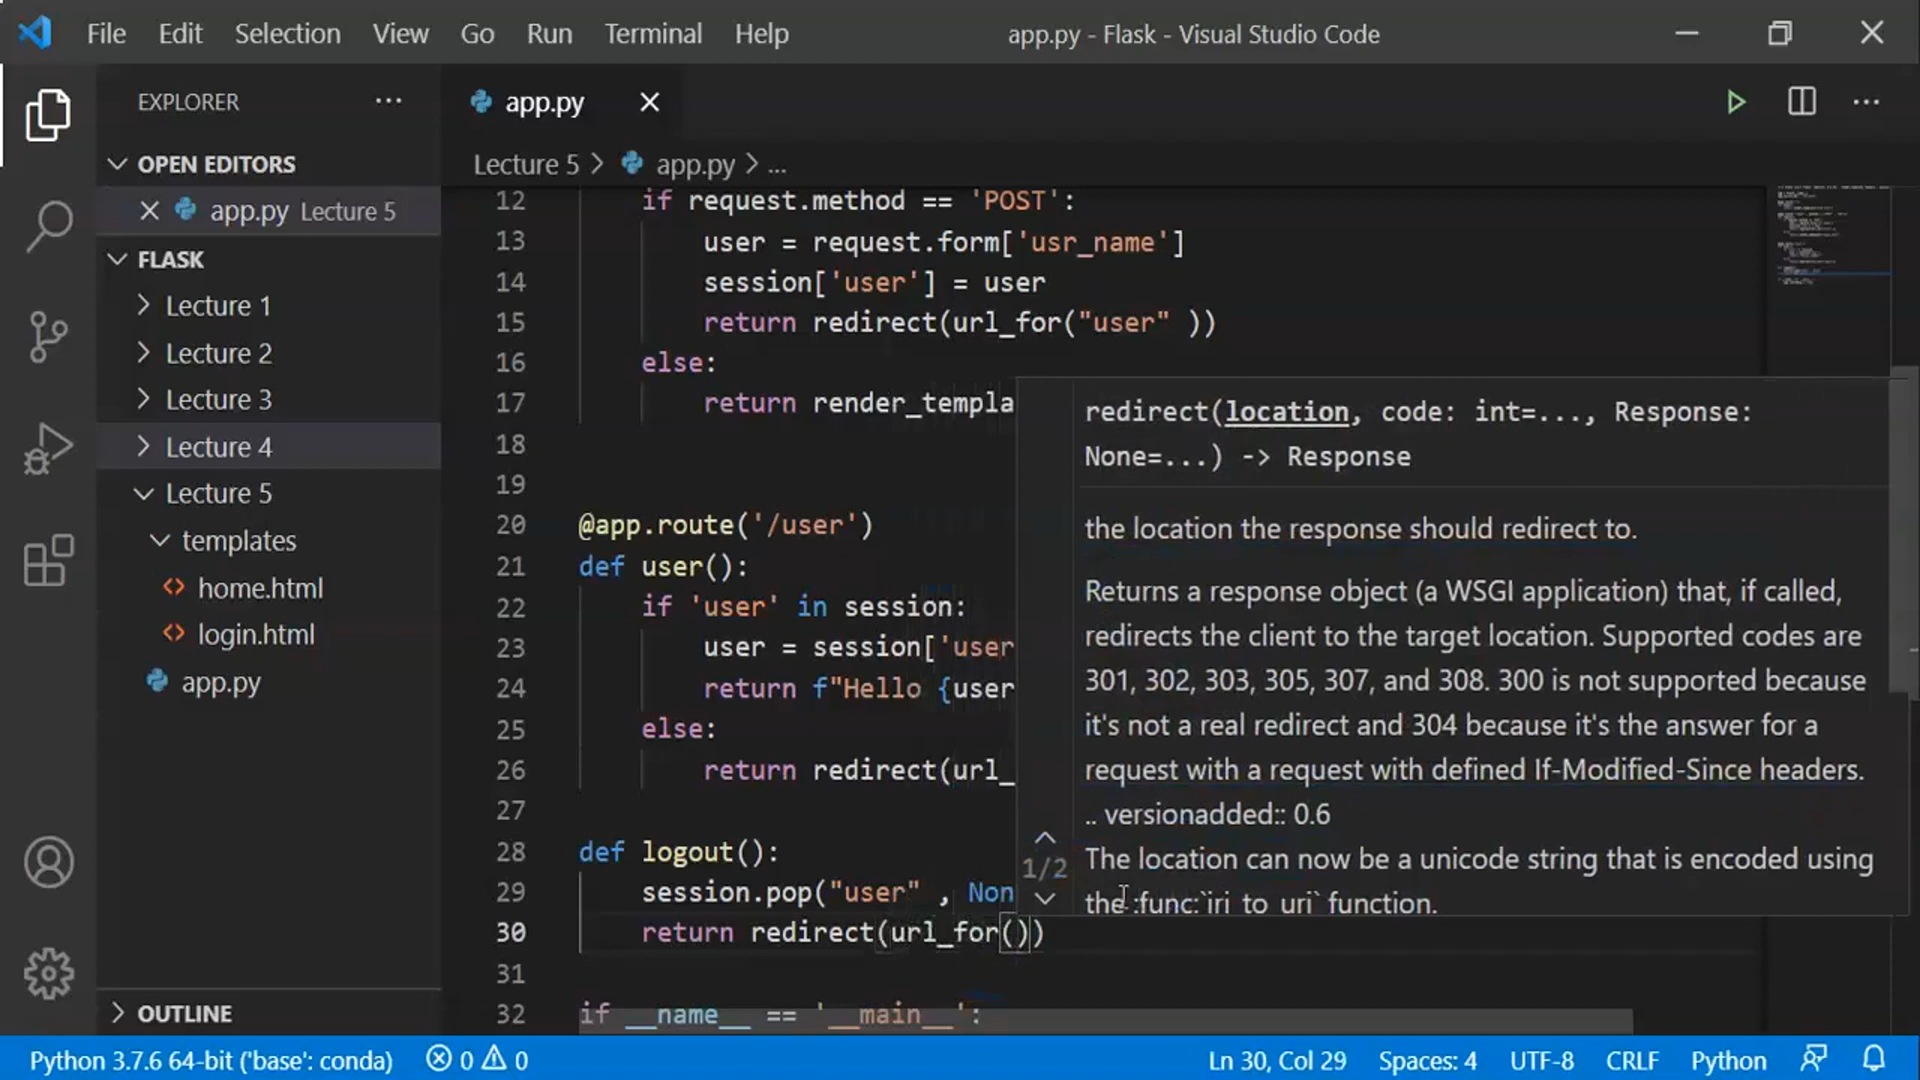 File Edit Selection View Go Run Terminal Help app.py - Flask - Visual Studio Code
EXPLORER ...
OPEN EDITORS
app.py Lecture 5
FLASK
Lecture 1
Lecture 2
Lecture 3
Lecture 4
Lecture 5
templates
<> home.html
<> login.html
app.py
OUTLINE
app.py
Lecture 5 > app.py > ...
12 if request.method == 'POST':
13 user = request.form['usr_name']
14 session['user'] = user
15 return redirect(url_for("user" ))
16 else:
17 return render_templa
18
19
20 @app.route('/user')
21 def user():
22 if 'user' in session:
23 user = session['user
24 return f"Hello {user
25 else:
26 return redirect(url_
27
28 def logout():
29 session.pop("user" , Non
30 return redirect(url_for())
31
32 if __name__ == '__main__':
redirect(location, code: int=..., Response:
None=...) -> Response
the location the response should redirect to.
Returns a response object (a WSGI application) that, if called,
redirects the client to the target location. Supported codes are
301, 302, 303, 305, 307, and 308. 300 is not supported because
it's not a real redirect and 304 because it's the answer for a
request with a request with defined If-Modified-Since headers.
.. versionadded:: 0.6
1/2
The location can now be a unicode string that is encoded using
the :func:`iri_to_uri` function.
Python 3.7.6 64-bit ('base': conda) 0 0 Ln 30, Col 29 Spaces: 4 UTF-8 CRLF Python